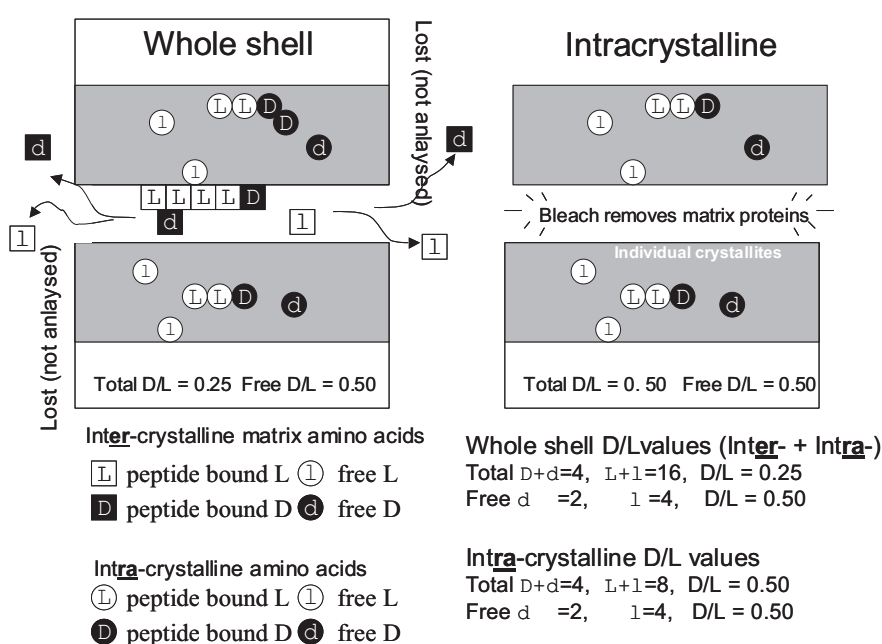 Whole shell
L L D
l
D
d
l
L L L L D
d
l
d
l
d
l
Lost (not anlaysed)
Lost (not anlaysed)
l
L L D
d
l
Total D/L = 0.25 Free D/L = 0.50
Intracrystalline
L L D
l
d
l
Bleach removes matrix proteins
Individual crystallites
l
L L D
d
l
Total D/L = 0. 50 Free D/L = 0.50
Inter-crystalline matrix amino acids
L peptide bound L l free L
D peptide bound D d free D
Intra-crystalline amino acids
L peptide bound L l free L
D peptide bound D d free D
Whole shell D/Lvalues (Inter- + Intra-)
Total D+d=4, L+l=16, D/L = 0.25
Free d =2, l =4, D/L = 0.50
Intra-crystalline D/L values
Total D+d=4, L+l=8, D/L = 0.50
Free d =2, l=4, D/L = 0.50